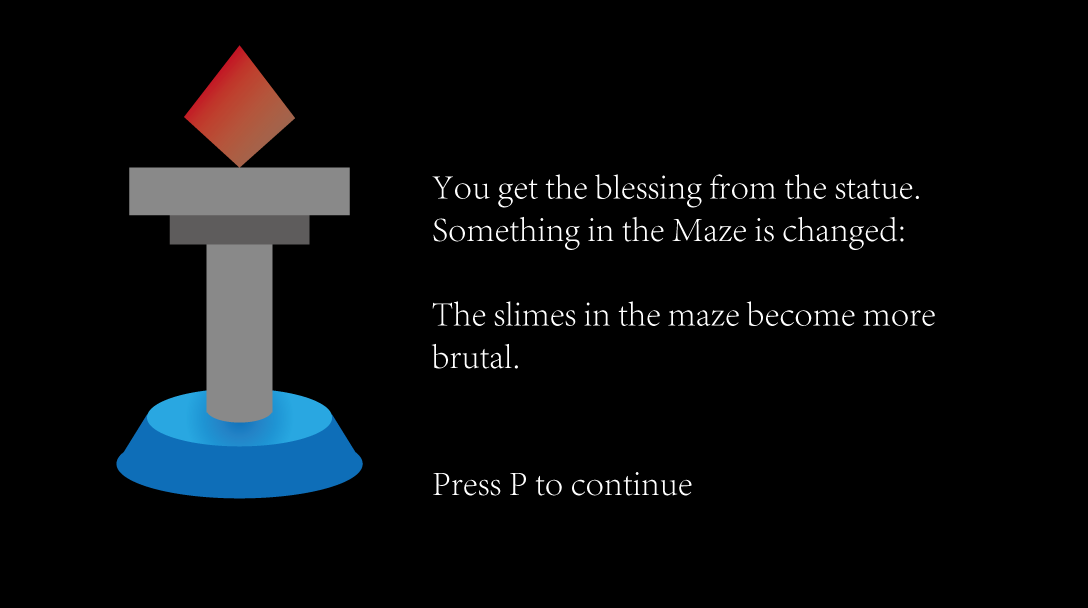 You get the blessing from the statue.
Something in the Maze is changed:
The slimes in the maze become more
brutal.
Press P to continue